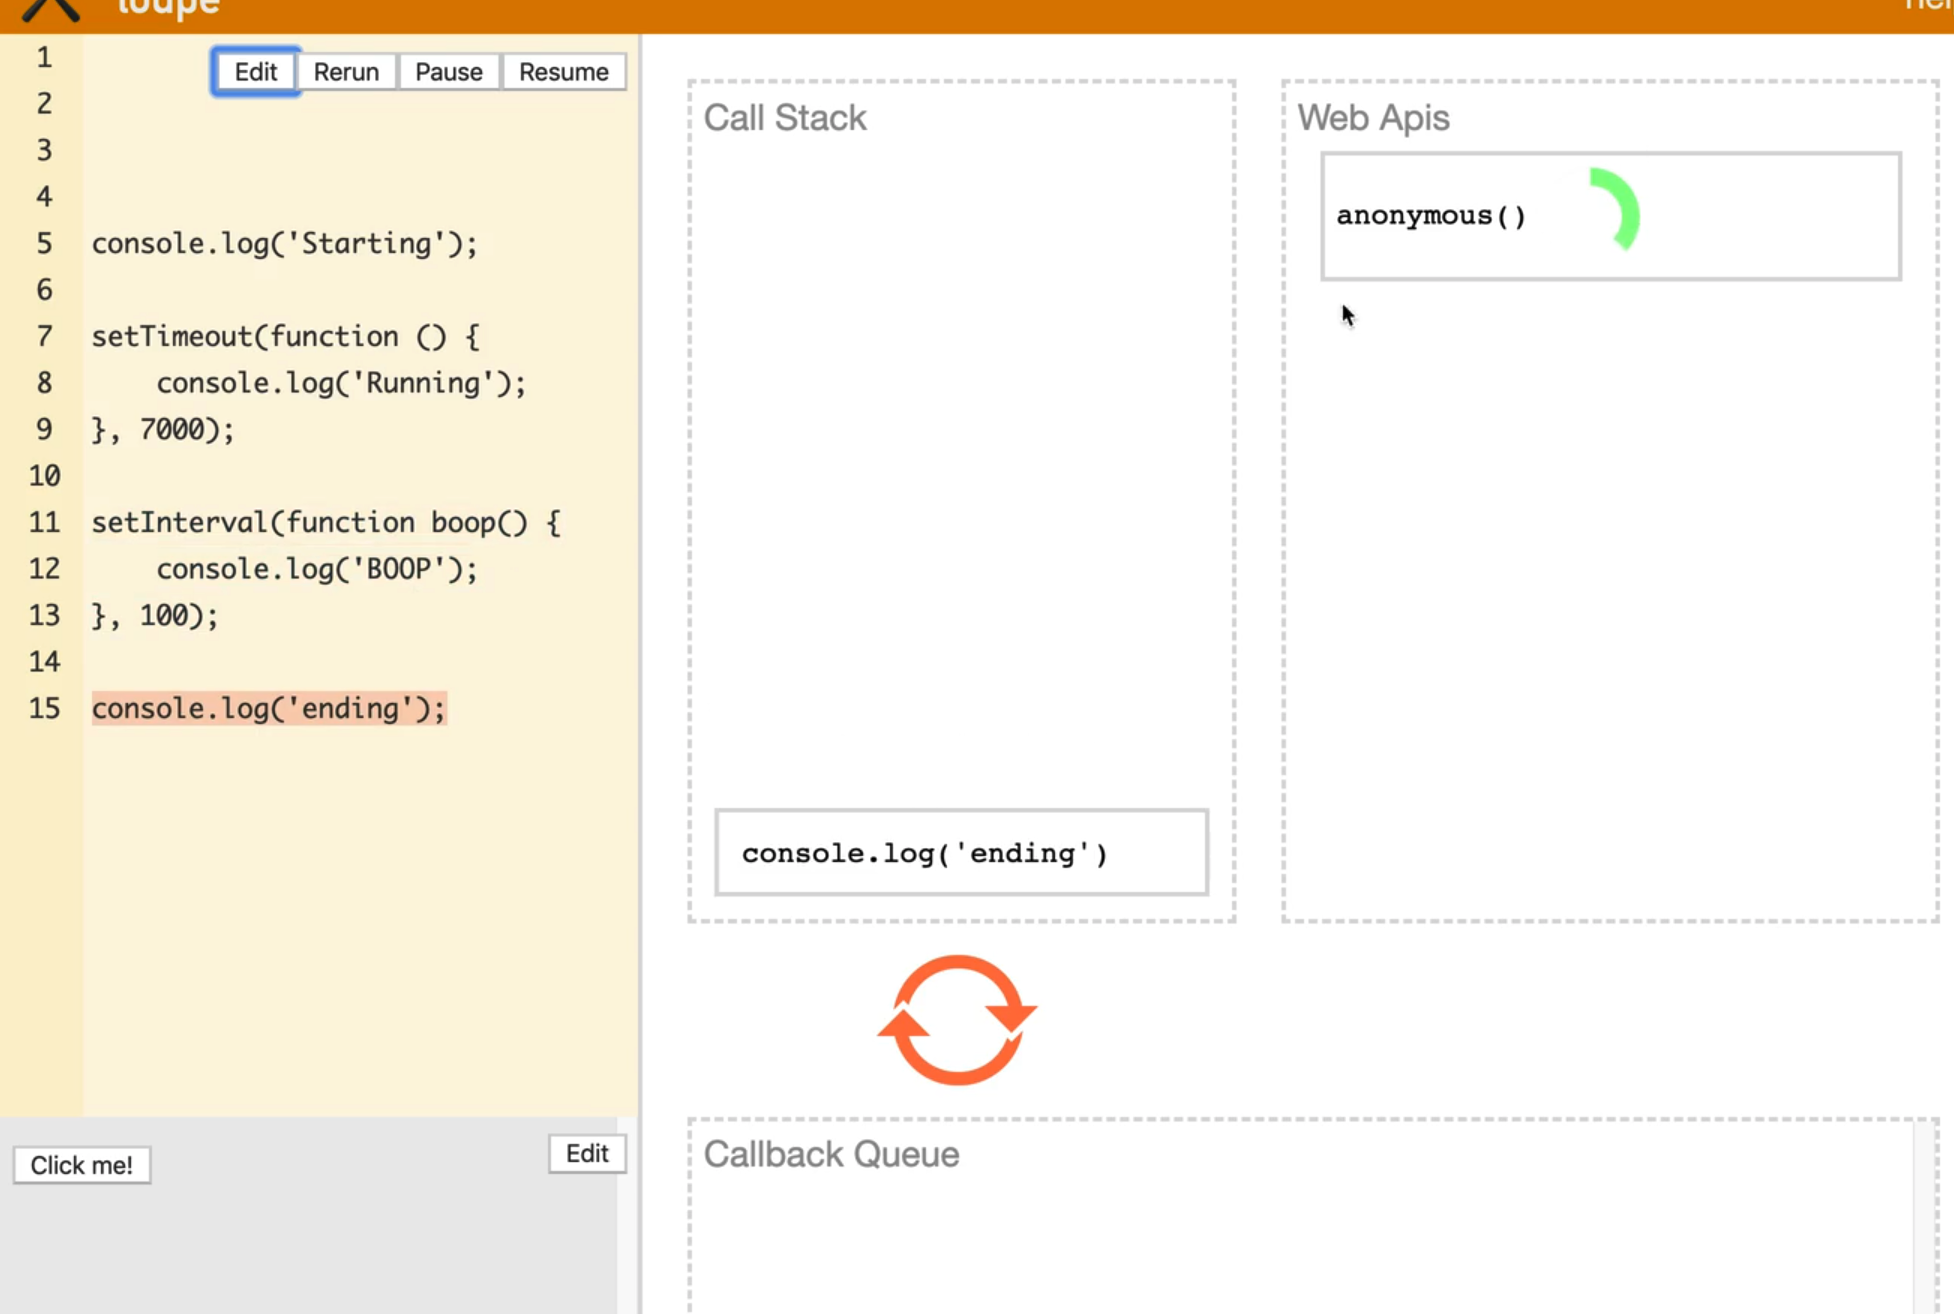 loupe
Edit Rerun Pause Resume
1
2
3
4
5 console.log('Starting');
6
7 setTimeout(function () {
8     console.log('Running');
9 }, 7000);
10
11 setInterval(function boop() {
12     console.log('BOOP');
13 }, 100);
14
15 console.log('ending');
Click me!
Edit
Call Stack
console.log('ending')
Web Apis
anonymous()
Callback Queue